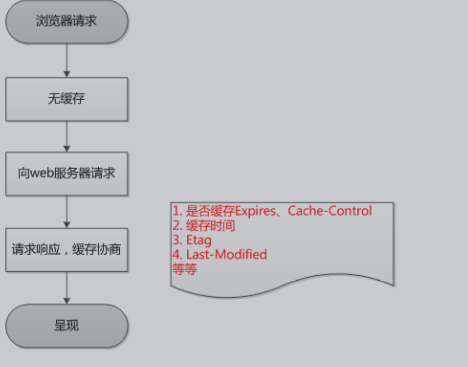 浏览器请求
无缓存
向web服务器请求
请求响应，缓存协商
呈现
1. 是否缓存Expires、Cache-Control
2. 缓存时间
3. Etag
4. Last-Modified
等等